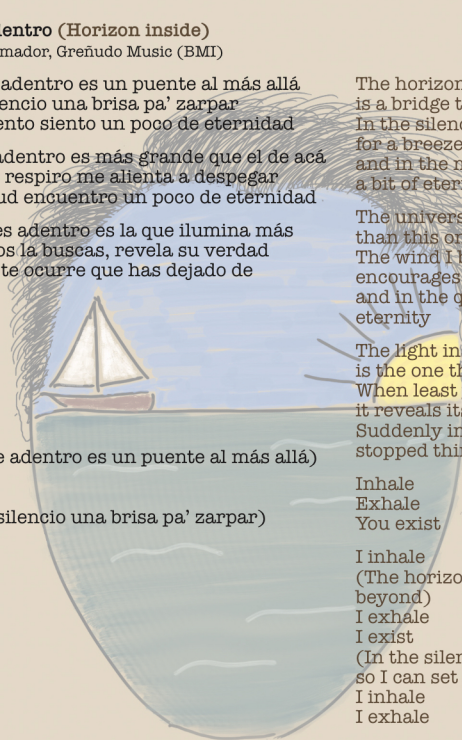 dentro (Horizon inside)
mador, Greñudo Music (BMI)
adentro es un puente al más allá
encio una brisa pa’ zarpar
ento siento un poco de eternidad
adentro es más grande que el de acá
respiro me alienta a despegar
ud encuentro un poco de eternidad
es adentro es la que ilumina más
os la buscas, revela su verdad
te ocurre que has dejado de
e adentro es un puente al más allá)
silencio una brisa pa’ zarpar)
The horizon
is a bridge t
In the silen
for a breeze
and in the m
a bit of eter
The univers
than this on
The wind I b
encourages
and in the q
eternity
The light in
is the one th
When least
it reveals it
Suddenly in
stopped thin
Inhale
Exhale
You exist
I inhale
(The horizo
beyond)
I exhale
I exist
(In the silen
so I can set
I inhale
I exhale